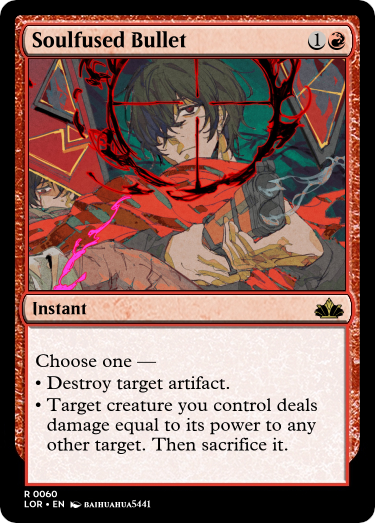 Soulfused Bullet 1
Instant
Choose one —
• Destroy target artifact.
• Target creature you control deals
damage equal to its power to any
other target. Then sacrifice it.
R 0060
LOR • EN BAIHUAHUA5441